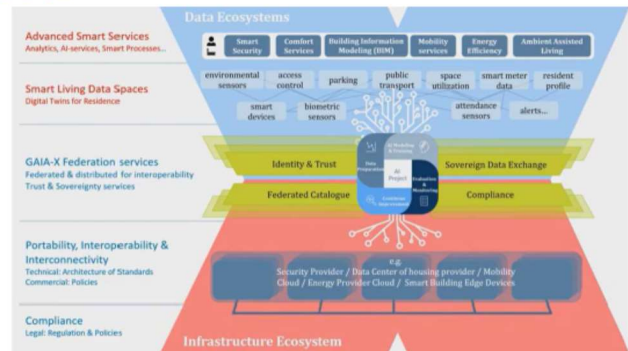 Data Ecosystems
Advanced Smart Services
Analytics, AI-services, Smart Processes...
Smart Security
Comfort Services
Building Information Modeling (BIM)
Mobility services
Energy Efficiency
Ambient Assisted Living
Smart Living Data Spaces
Digital Twins for Residence
environmental sensors
access control
parking
public transport
space utilization
smart meter data
resident profile
smart devices
biometric sensors
attendance sensors
alerts...
GAIA-X Federation services
Federated & distributed for interoperability
Trust & Sovereignty services
Identity & Trust
Sovereign Data Exchange
Federated Catalogue
Compliance
AI Modeling
Data Preparation
AI Project
Evaluation & Monitoring
Portability, Interoperability &
Interconnectivity
Technical: Architecture of Standards
Commercial: Policies
e.g.
Security Provider / Data Center of housing provider / Mobility
Cloud / Energy Provider Cloud / Smart Building Edge Devices
Compliance
Legal: Regulation & Policies
Infrastructure Ecosystem